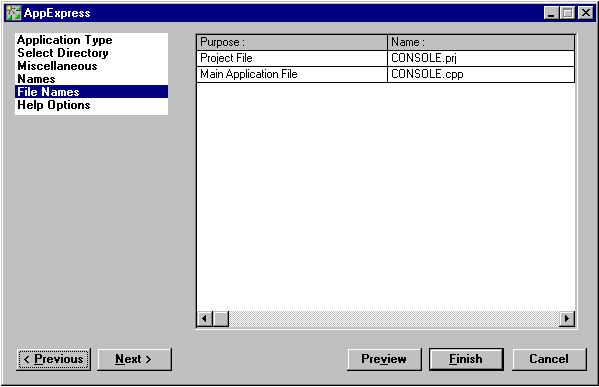 AppExpress
Application Type
Select Directory
Miscellaneous
Names
File Names
Help Options
Purpose : Name :
Project File CONSOLE.prj
Main Application File CONSOLE.cpp
< Previous Next > Preview Finish Cancel